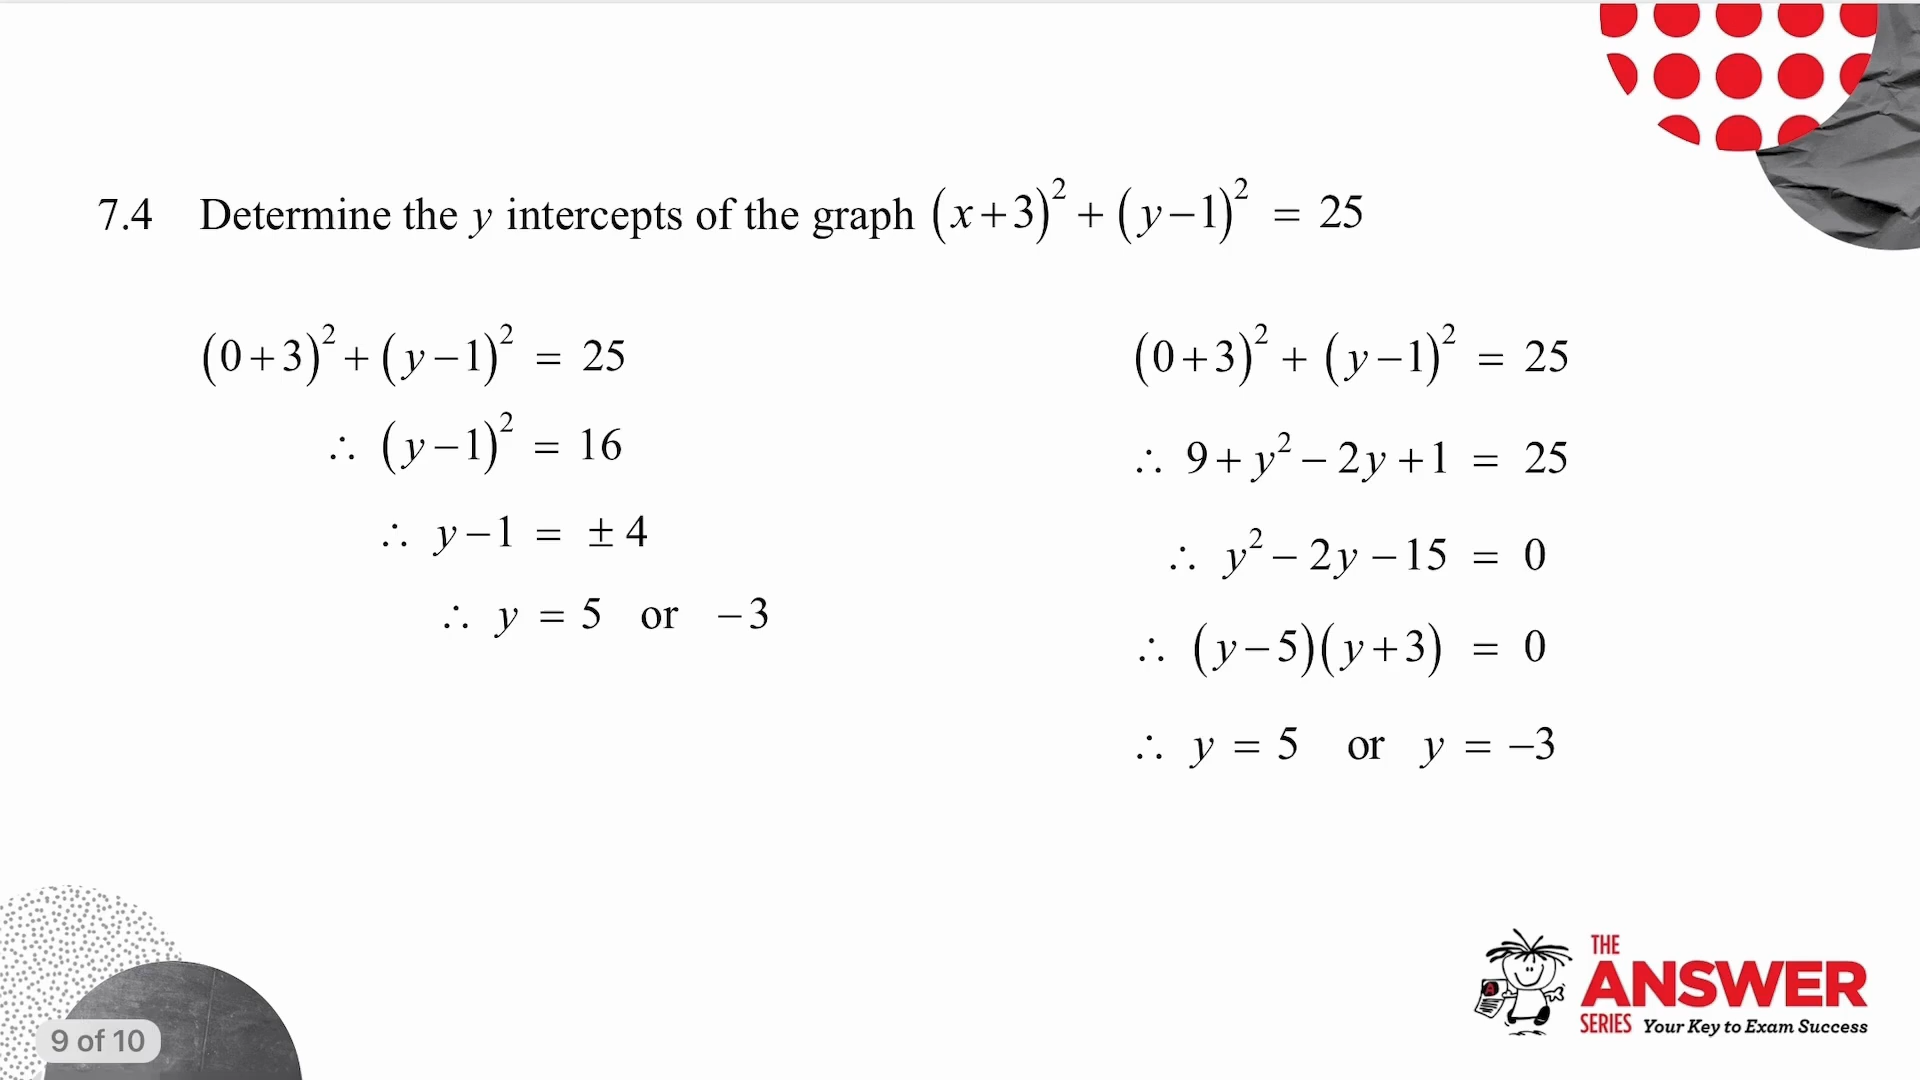 7.4 Determine the y intercepts of the graph (x+3)² + (y−1)² = 25
(0+3)² + (y−1)² = 25
∴ (y−1)² = 16
∴ y−1 = ± 4
∴ y = 5 or −3
(0+3)² + (y−1)² = 25
∴ 9+y²−2y+1 = 25
∴ y²−2y−15 = 0
∴ (y−5)(y+3) = 0
∴ y = 5 or y = −3
9 of 10
A
THE
ANSWER
SERIES Your Key to Exam Success